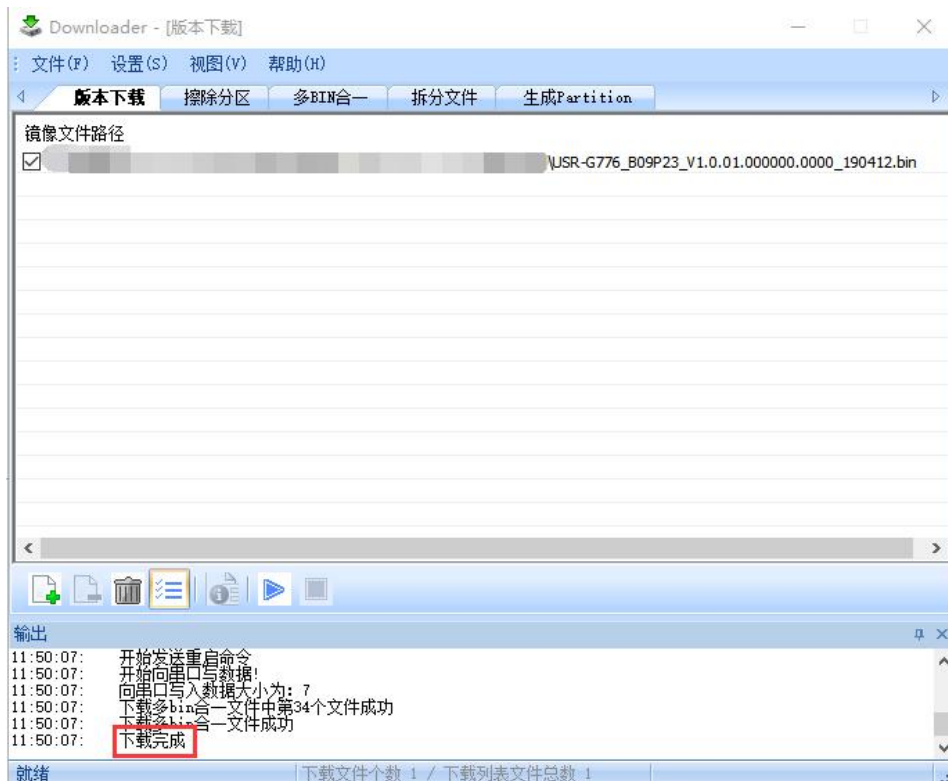 Downloader - [版本下载]
文件(F) 设置(S) 视图(V) 帮助(H)
版本下载 擦除分区 多BIN合一 拆分文件 生成Partition
镜像文件路径
\USR-G776_B09P23_V1.0.01.000000.0000_190412.bin
输出
11:50:07: 开始发送重启命令
11:50:07: 开始向串口写数据!
11:50:07: 向串口写入数据大小为: 7
11:50:07: 下载多bin合一文件中第34个文件成功
11:50:07: 下载多bin合一文件成功
11:50:07: 下载完成
就绪 下载文件个数 1 / 下载列表文件总数 1